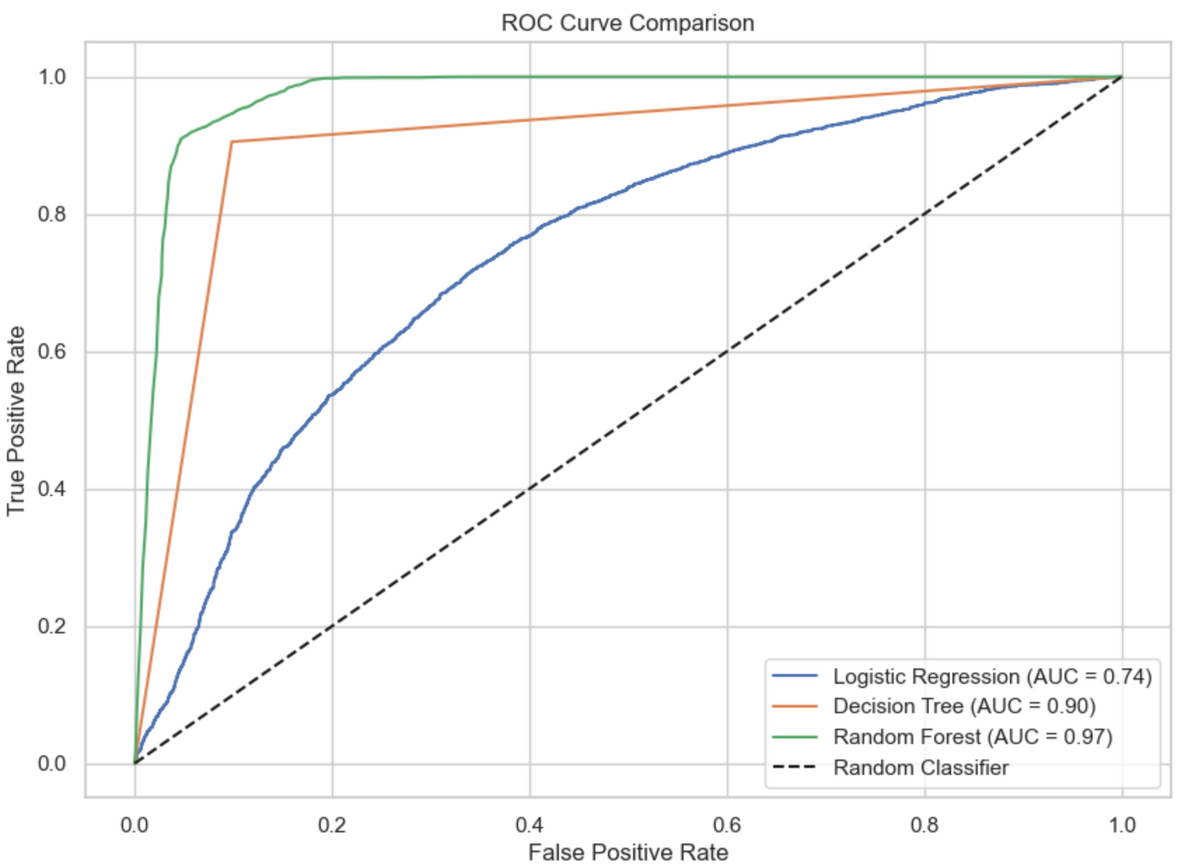 ROC Curve Comparison
True Positive Rate
1.0
0.8
0.6
0.4
0.2
0.0
Logistic Regression (AUC = 0.74)
Decision Tree (AUC = 0.90)
Random Forest (AUC = 0.97)
Random Classifier
0.0 0.2 0.4 0.6 0.8 1.0
False Positive Rate